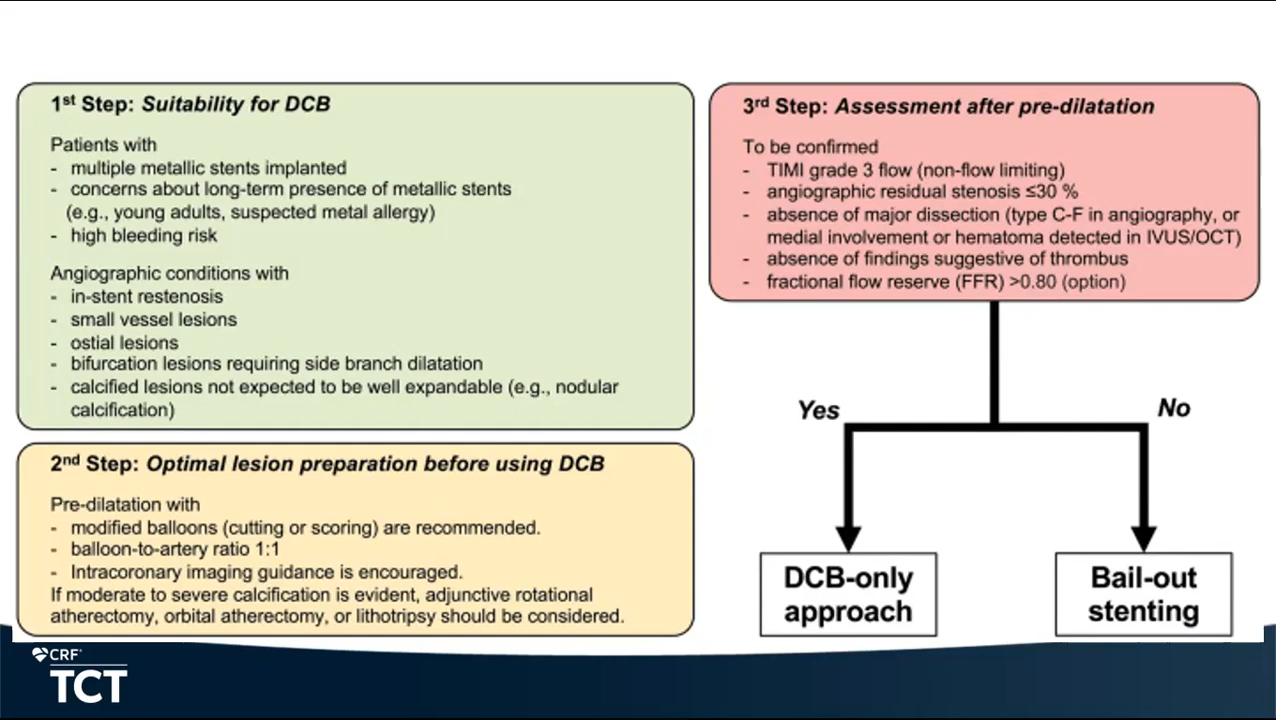 1st Step: Suitability for DCB
Patients with
- multiple metallic stents implanted
- concerns about long-term presence of metallic stents
(e.g., young adults, suspected metal allergy)
- high bleeding risk
Angiographic conditions with
- in-stent restenosis
- small vessel lesions
- ostial lesions
- bifurcation lesions requiring side branch dilatation
- calcified lesions not expected to be well expandable (e.g., nodular
calcification)
2nd Step: Optimal lesion preparation before using DCB
Pre-dilatation with
- modified balloons (cutting or scoring) are recommended.
- balloon-to-artery ratio 1:1
- Intracoronary imaging guidance is encouraged.
If moderate to severe calcification is evident, adjunctive rotational
atherectomy, orbital atherectomy, or lithotripsy should be considered.
3rd Step: Assessment after pre-dilatation
To be confirmed
- TIMI grade 3 flow (non-flow limiting)
- angiographic residual stenosis ≤30 %
- absence of major dissection (type C-F in angiography, or
medial involvement or hematoma detected in IVUS/OCT)
- absence of findings suggestive of thrombus
- fractional flow reserve (FFR) >0.80 (option)
Yes
No
DCB-only
approach
Bail-out
stenting
CRF®
TCT